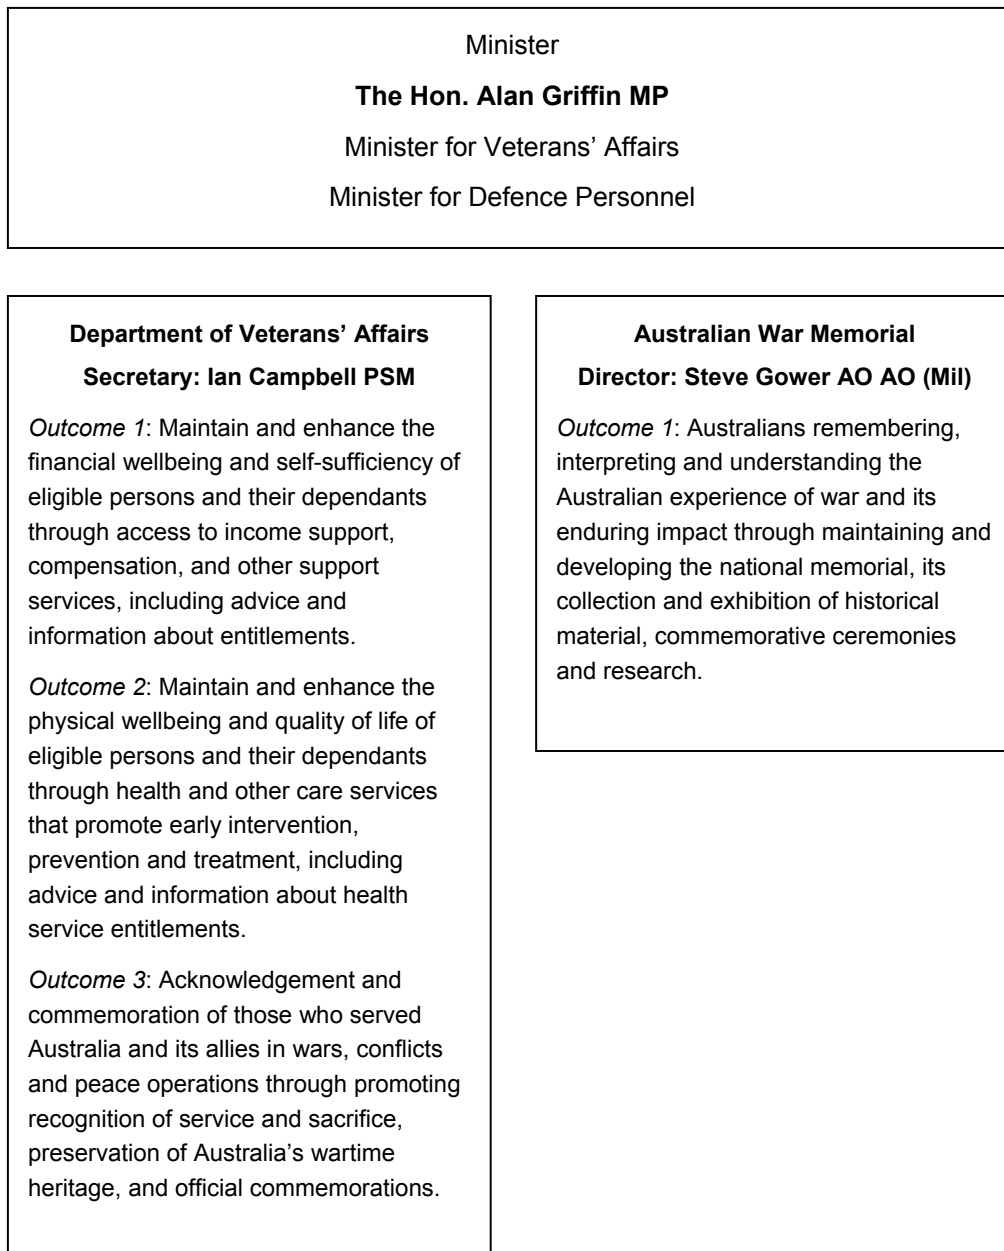 Minister
The Hon. Alan Griffin MP
Minister for Veterans’ Affairs
Minister for Defence Personnel
Department of Veterans’ Affairs
Secretary: Ian Campbell PSM
Outcome 1: Maintain and enhance the
financial wellbeing and self-sufficiency of
eligible persons and their dependants
through access to income support,
compensation, and other support
services, including advice and
information about entitlements.
Outcome 2: Maintain and enhance the
physical wellbeing and quality of life of
eligible persons and their dependants
through health and other care services
that promote early intervention,
prevention and treatment, including
advice and information about health
service entitlements.
Outcome 3: Acknowledgement and
commemoration of those who served
Australia and its allies in wars, conflicts
and peace operations through promoting
recognition of service and sacrifice,
preservation of Australia’s wartime
heritage, and official commemorations.
Australian War Memorial
Director: Steve Gower AO AO (Mil)
Outcome 1: Australians remembering,
interpreting and understanding the
Australian experience of war and its
enduring impact through maintaining and
developing the national memorial, its
collection and exhibition of historical
material, commemorative ceremonies
and research.